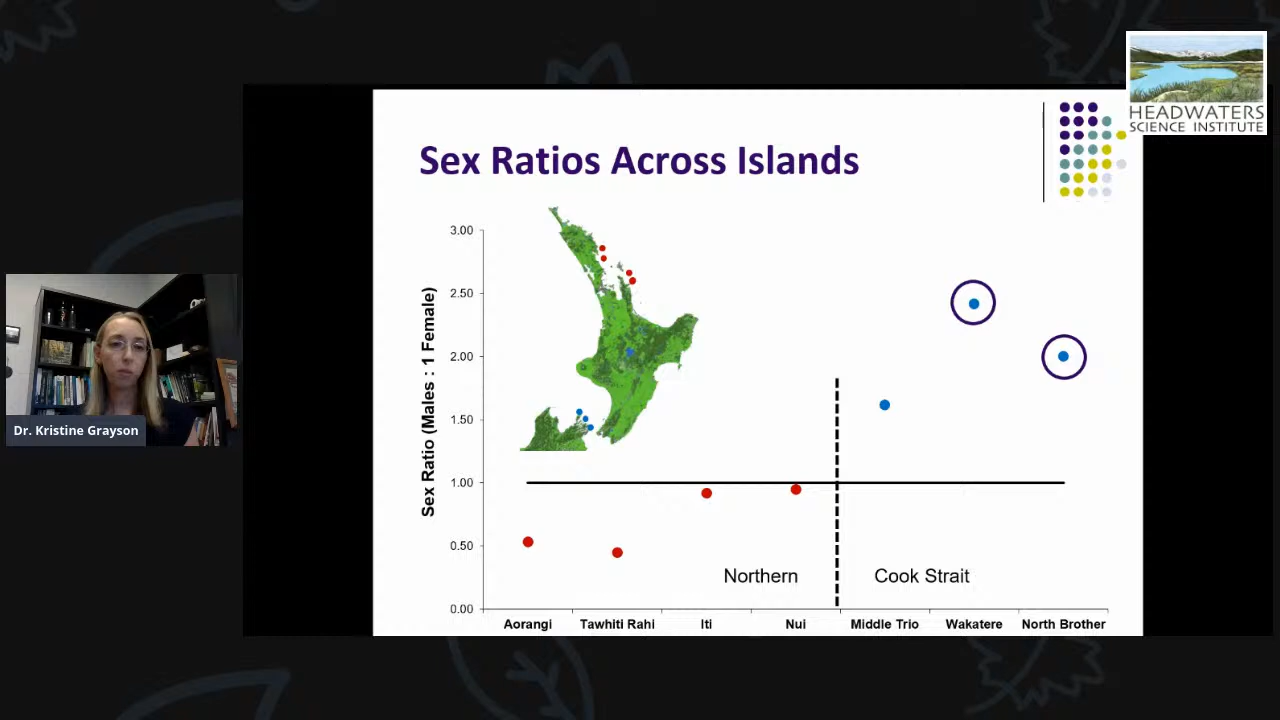 HEADWATERS
SCIENCE INSTITUTE
Sex Ratios Across Islands
Sex Ratio (Males : 1 Female)
3.00
2.50
2.00
1.50
1.00
0.50
0.00
Northern
Cook Strait
Aorangi
Tawhiti Rahi
Iti
Nui
Middle Trio
Wakatere
North Brother
Dr. Kristine Grayson